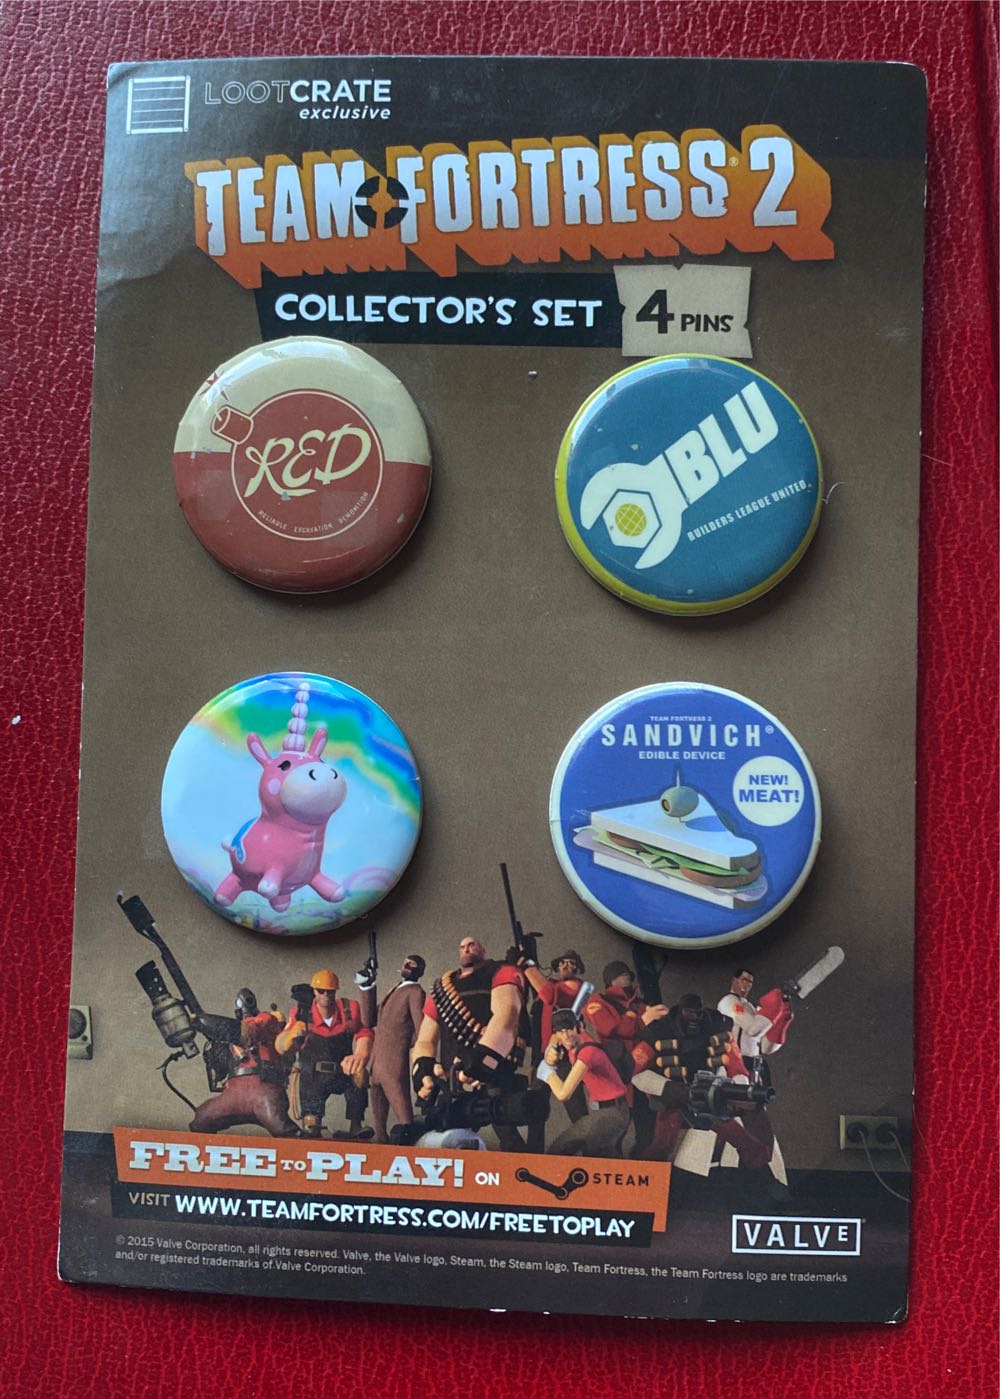 LOOTCRATE
exclusive
TEAM FORTRESS® 2
COLLECTOR'S SET 4 PINS
RED
RELIABLE EXCAVATION DEMOLITION
BLU
BUILDERS LEAGUE UNITED
TEAM FORTRESS 2
SANDVICH®
EDIBLE DEVICE
NEW!
MEAT!
FREE TO PLAY! ON STEAM
VISIT WWW.TEAMFORTRESS.COM/FREETOPLAY
VALVE
© 2015 Valve Corporation, all rights reserved. Valve, the Valve logo, Steam, the Steam logo, Team Fortress, the Team Fortress logo are trademarks
and/or registered trademarks of Valve Corporation.